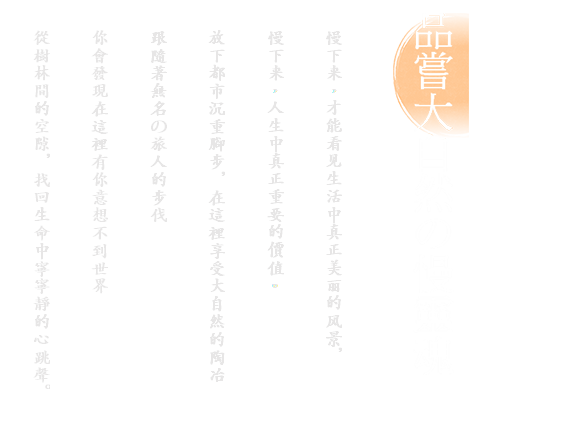 品嘗大
慢下來，才能看見生活中真正美麗的風景，
慢下來，人生中真正重要的價值。
放下都市沉重腳步，在這裡享受大自然的陶冶
跟隨著無名の旅人的步伐
你會發現在這裡有你意想不到世界
從樹林間的空隙，找回生命中寧寧靜的心跳聲。